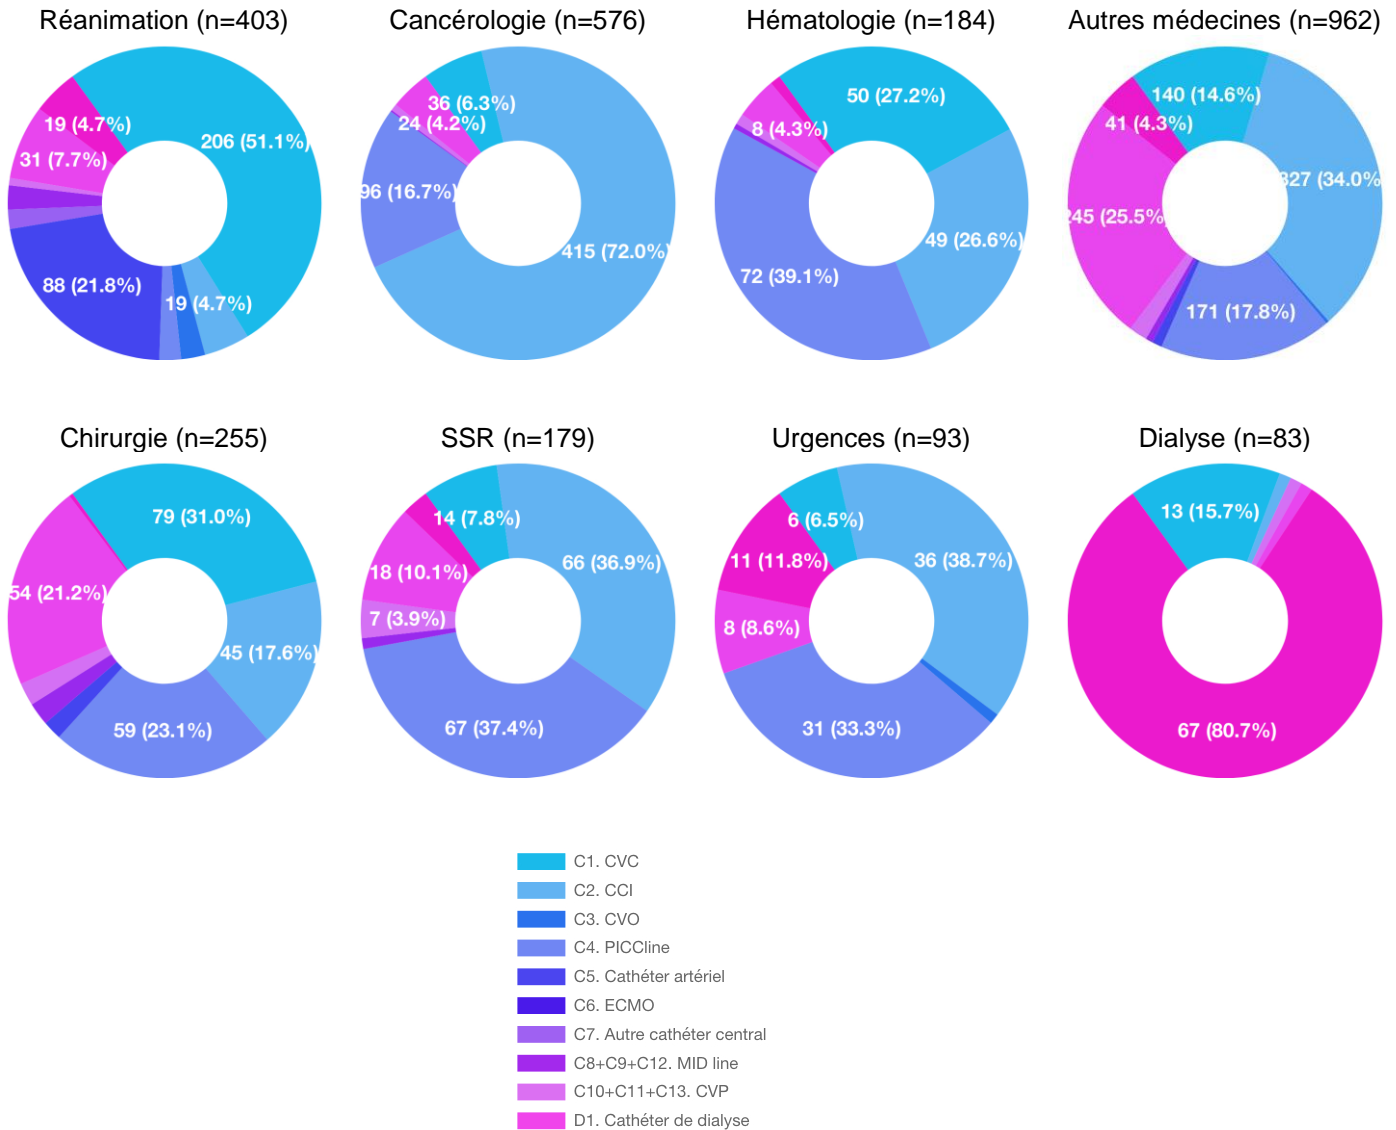 Réanimation (n=403)
Cancérologie (n=576)
Hématologie (n=184)
Autres médecines (n=962)
206 (51.1%)
19 (4.7%)
88 (21.8%)
31 (7.7%)
19 (4.7%)
36 (6.3%)
415 (72.0%)
96 (16.7%)
24 (4.2%)
50 (27.2%)
49 (26.6%)
72 (39.1%)
8 (4.3%)
140 (14.6%)
327 (34.0%
171 (17.8%)
245 (25.5%
41 (4.3%)
Chirurgie (n=255)
SSR (n=179)
Urgences (n=93)
Dialyse (n=83)
79 (31.0%)
45 (17.6%)
59 (23.1%)
54 (21.2%)
14 (7.8%)
66 (36.9%)
67 (37.4%)
7 (3.9%)
18 (10.1%)
6 (6.5%)
36 (38.7%)
31 (33.3%)
8 (8.6%)
11 (11.8%)
13 (15.7%)
67 (80.7%)
C1. CVC
C2. CCI
C3. CVO
C4. PICCline
C5. Cathéter artériel
C6. ECMO
C7. Autre cathéter central
C8+C9+C12. MID line
C10+C11+C13. CVP
D1. Cathéter de dialyse